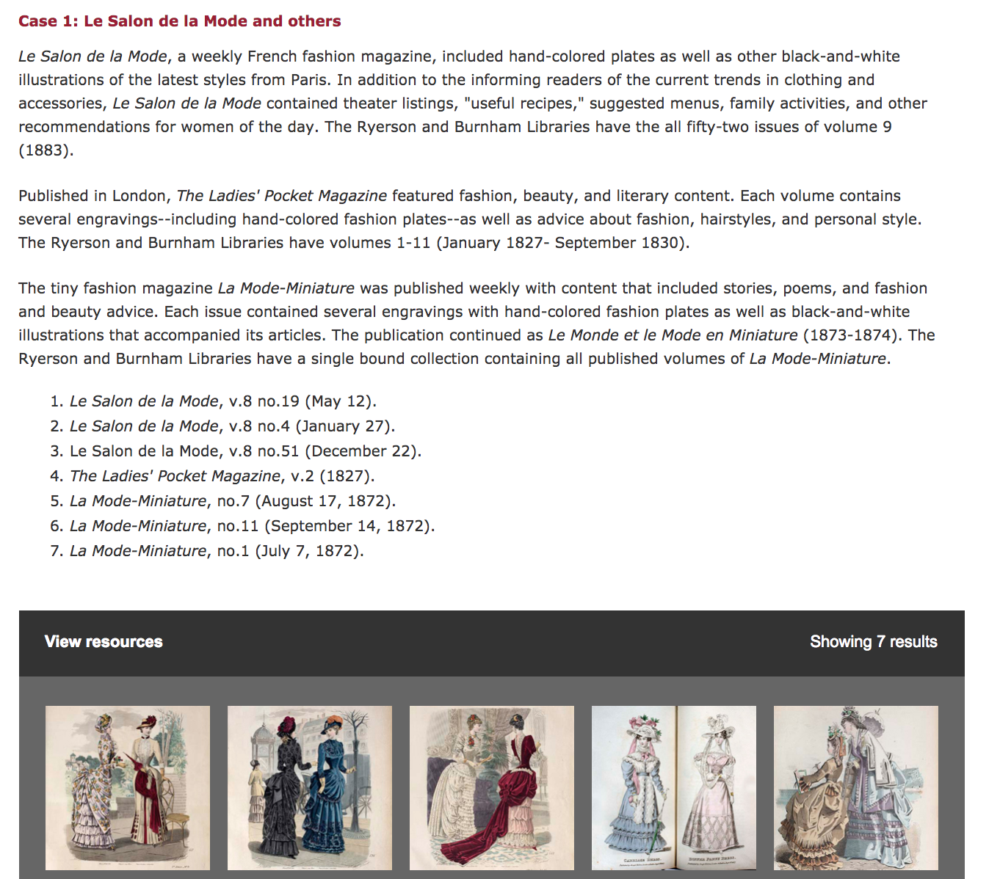 Case 1: Le Salon de la Mode and others
Le Salon de la Mode, a weekly French fashion magazine, included hand-colored plates as well as other black-and-white
illustrations of the latest styles from Paris. In addition to the informing readers of the current trends in clothing and
accessories, Le Salon de la Mode contained theater listings, "useful recipes," suggested menus, family activities, and other
recommendations for women of the day. The Ryerson and Burnham Libraries have the all fifty-two issues of volume 9
(1883).
Published in London, The Ladies' Pocket Magazine featured fashion, beauty, and literary content. Each volume contains
several engravings--including hand-colored fashion plates--as well as advice about fashion, hairstyles, and personal style.
The Ryerson and Burnham Libraries have volumes 1-11 (January 1827- September 1830).
The tiny fashion magazine La Mode-Miniature was published weekly with content that included stories, poems, and fashion
and beauty advice. Each issue contained several engravings with hand-colored fashion plates as well as black-and-white
illustrations that accompanied its articles. The publication continued as Le Monde et le Mode en Miniature (1873-1874). The
Ryerson and Burnham Libraries have a single bound collection containing all published volumes of La Mode-Miniature.
1. Le Salon de la Mode, v.8 no.19 (May 12).
2. Le Salon de la Mode, v.8 no.4 (January 27).
3. Le Salon de la Mode, v.8 no.51 (December 22).
4. The Ladies' Pocket Magazine, v.2 (1827).
5. La Mode-Miniature, no.7 (August 17, 1872).
6. La Mode-Miniature, no.11 (September 14, 1872).
7. La Mode-Miniature, no.1 (July 7, 1872).
View resources
Showing 7 results
CARRIAGE DRESS.
DINNER PARTY DRESS.